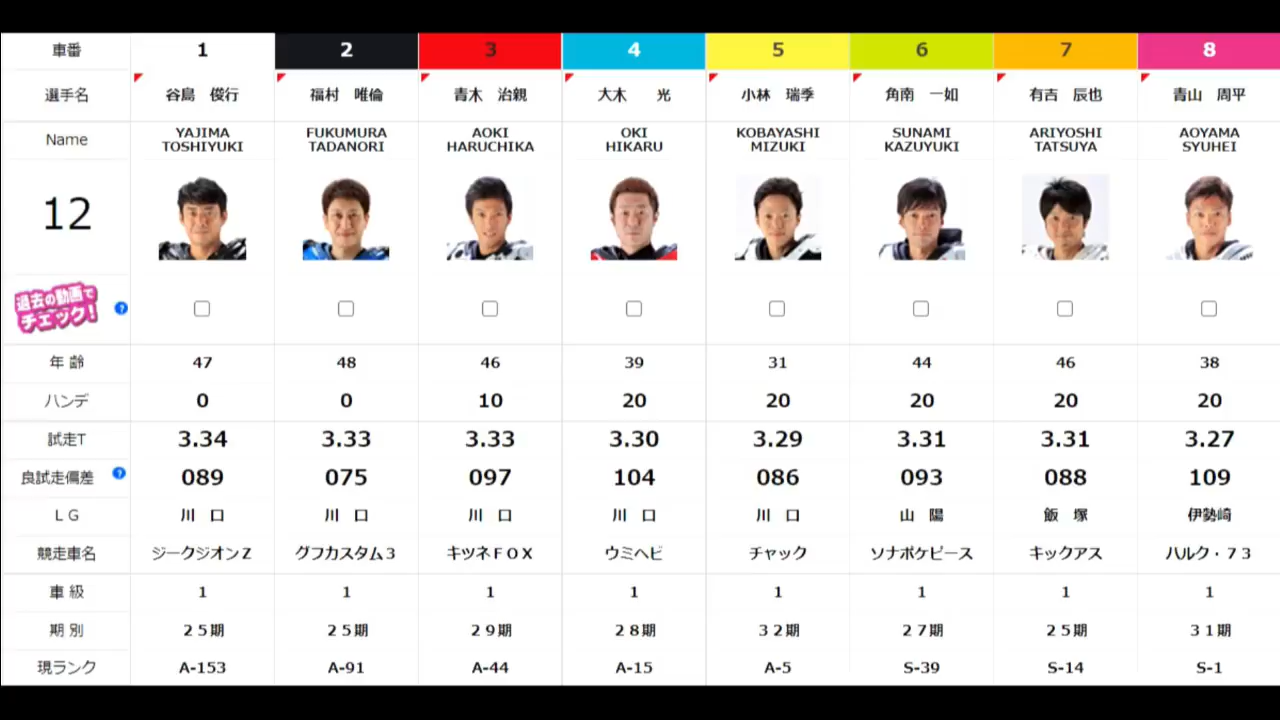 車番 1 2 3 4 5 6 7 8
選手名 谷島 俊行 福村 唯倫 青木 治親 大木 光 小林 瑞季 角南 一如 有吉 辰也 青山 周平
Name YAJIMA TOSHIYUKI FUKUMURA TADANORI AOKI HARUCHIKA OKI HIKARU KOBAYASHI MIZUKI SUNAMI KAZUYUKI ARIYOSHI TATSUYA AOYAMA SYUHEI
12
過去の動画で
チェック! ?
年 齢 47 48 46 39 31 44 46 38
ハンデ 0 0 10 20 20 20 20 20
試走T 3.34 3.33 3.33 3.30 3.29 3.31 3.31 3.27
良試走偏差 ? 089 075 097 104 086 093 088 109
ＬＧ 川 口 川 口 川 口 川 口 川 口 山 陽 飯 塚 伊勢崎
競走車名 ジークジオンＺ グフカスタム３ キツネＦＯＸ ウミヘビ チャック ソナポケピース キックアス ハルク・７３
車 級 1 1 1 1 1 1 1 1
期 別 ２５期 ２５期 ２９期 ２８期 ３２期 ２７期 ２５期 ３１期
現ランク A-153 A-91 A-44 A-15 A-5 S-39 S-14 S-1